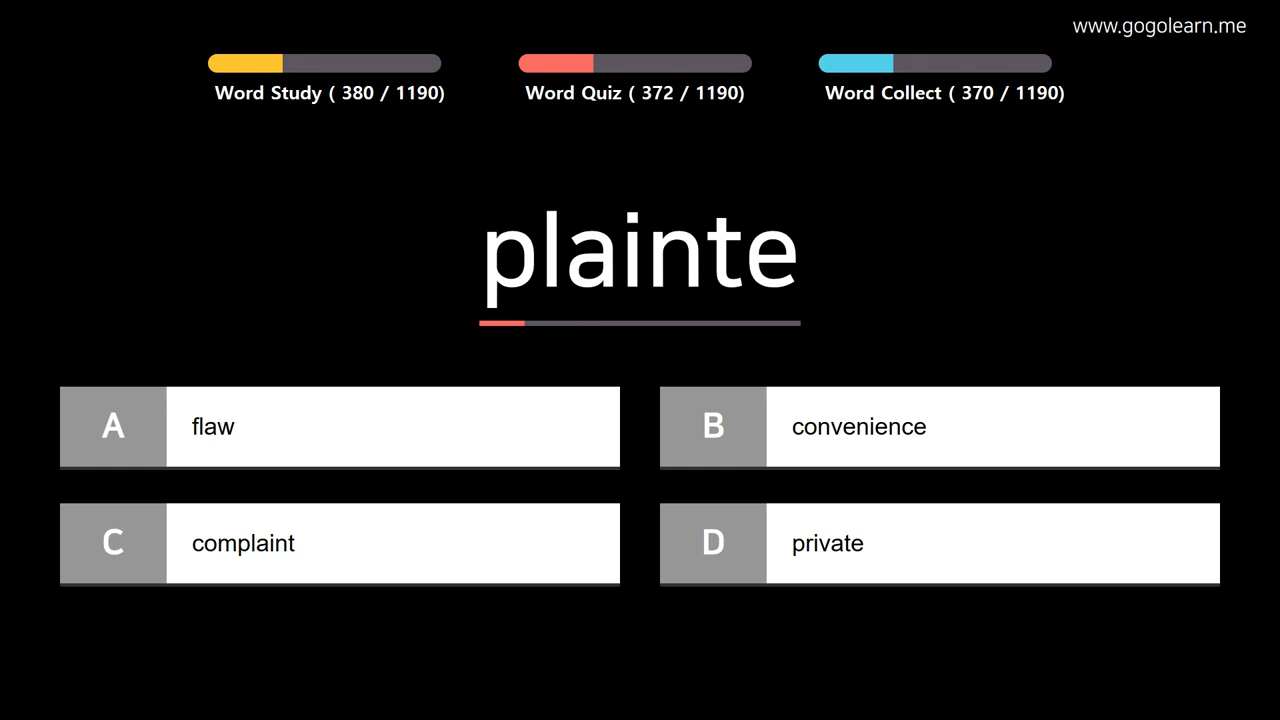 www.gogolearn.me
Word Study ( 380 / 1190)
Word Quiz ( 372 / 1190)
Word Collect ( 370 / 1190)
plainte
A flaw
B convenience
C complaint
D private